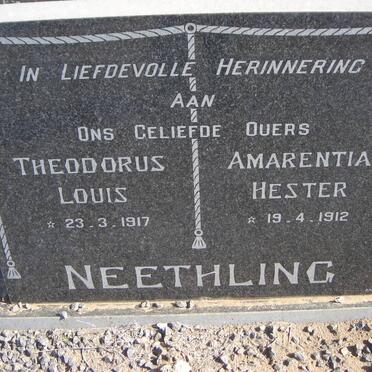 IN LIEFDEVOLLE HERINNERING
AAN
ONS GELIEFDE OUERS
THEODORUS
LOUIS
* 23.3.1917
AMARENTIA
HESTER
* 19.4.1912
NEETHLING